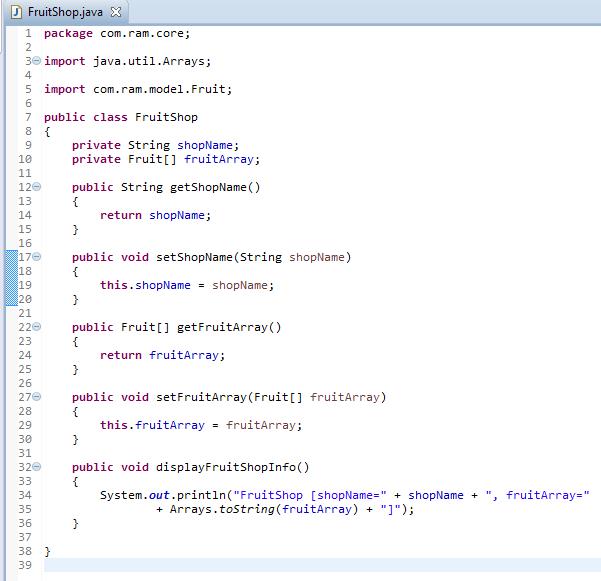 FruitShop.java
1 package com.ram.core;
2
3 import java.util.Arrays;
4
5 import com.ram.model.Fruit;
6
7 public class FruitShop
8 {
9     private String shopName;
10     private Fruit[] fruitArray;
11
12     public String getShopName()
13     {
14         return shopName;
15     }
16
17     public void setShopName(String shopName)
18     {
19         this.shopName = shopName;
20     }
21
22     public Fruit[] getFruitArray()
23     {
24         return fruitArray;
25     }
26
27     public void setFruitArray(Fruit[] fruitArray)
28     {
29         this.fruitArray = fruitArray;
30     }
31
32     public void displayFruitShopInfo()
33     {
34         System.out.println("FruitShop [shopName=" + shopName + ", fruitArray="
35                 + Arrays.toString(fruitArray) + "]");
36     }
37
38 }
39